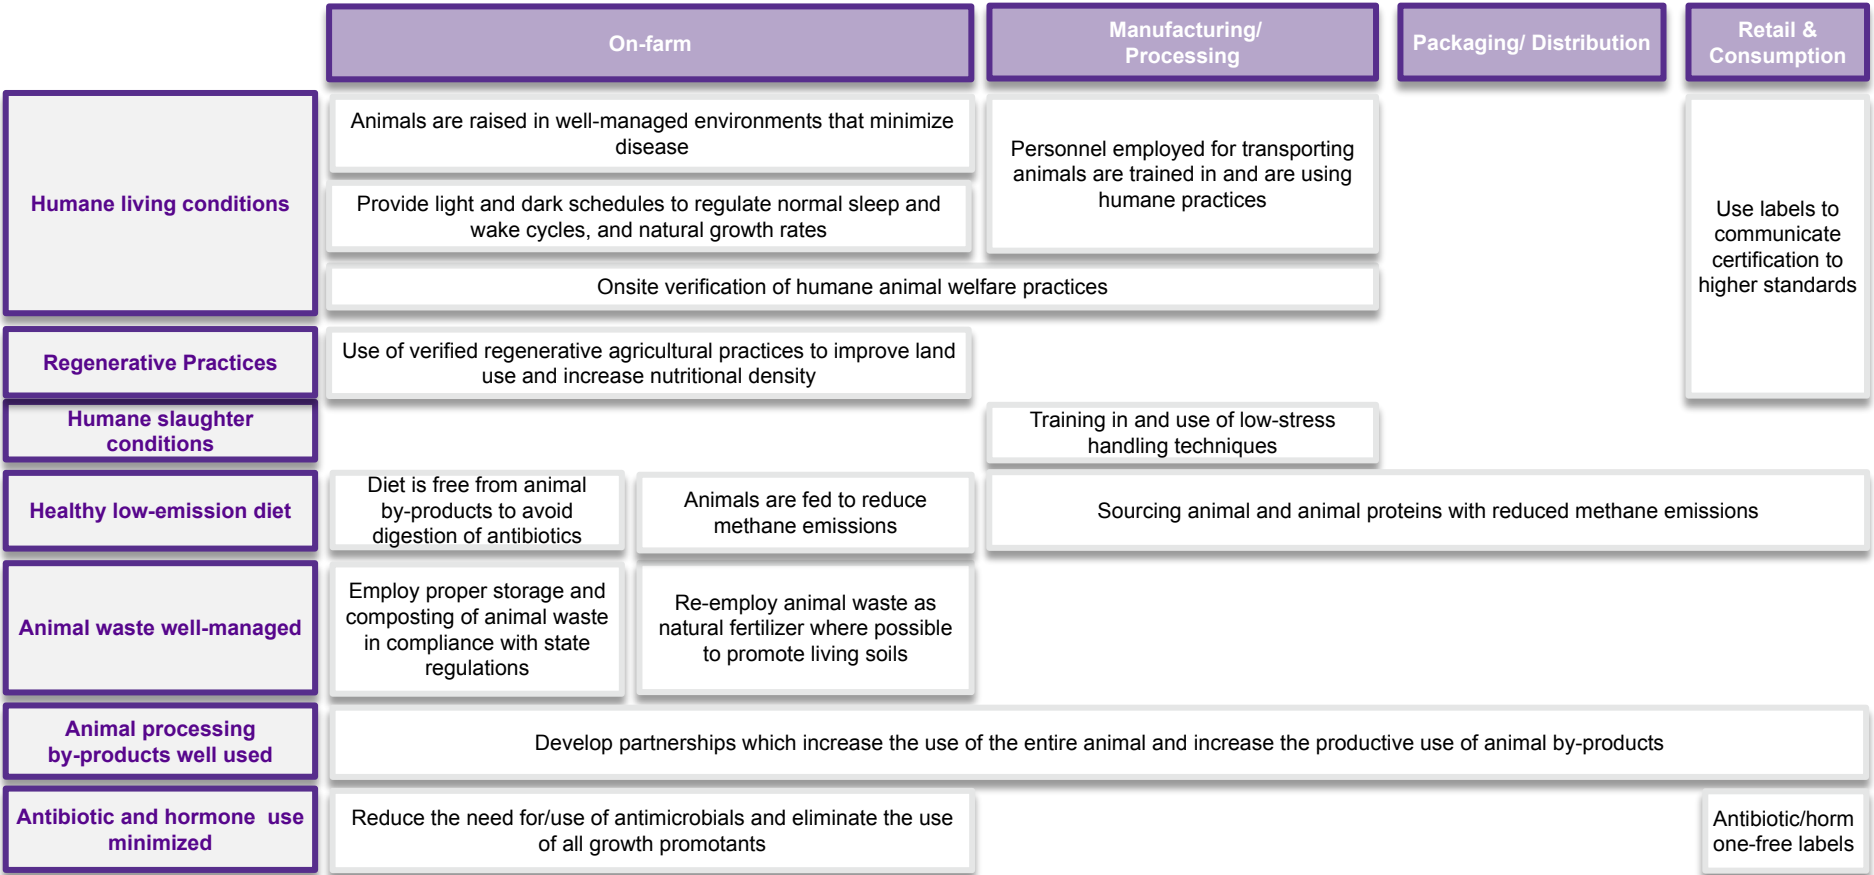 On-farm
Manufacturing/
Processing
Packaging/ Distribution
Retail &
Consumption
Humane living conditions
Animals are raised in well-managed environments that minimize
disease
Provide light and dark schedules to regulate normal sleep and
wake cycles, and natural growth rates
Personnel employed for transporting
animals are trained in and are using
humane practices
Onsite verification of humane animal welfare practices
Use labels to
communicate
certification to
higher standards
Regenerative Practices
Use of verified regenerative agricultural practices to improve land
use and increase nutritional density
Humane slaughter
conditions
Training in and use of low-stress
handling techniques
Healthy low-emission diet
Diet is free from animal
by-products to avoid
digestion of antibiotics
Animals are fed to reduce
methane emissions
Sourcing animal and animal proteins with reduced methane emissions
Animal waste well-managed
Employ proper storage and
composting of animal waste
in compliance with state
regulations
Re-employ animal waste as
natural fertilizer where possible
to promote living soils
Animal processing
by-products well used
Develop partnerships which increase the use of the entire animal and increase the productive use of animal by-products
Antibiotic and hormone  use
minimized
Reduce the need for/use of antimicrobials and eliminate the use
of all growth promotants
Antibiotic/horm
one-free labels